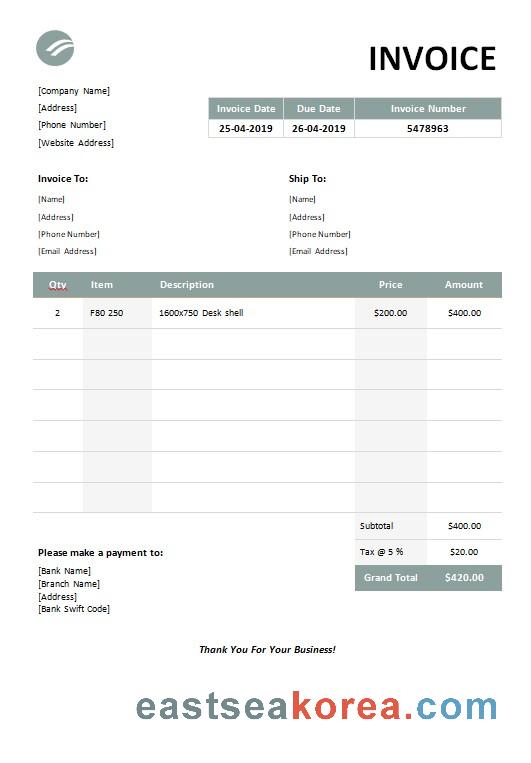 INVOICE
[Company Name]
[Address]
[Phone Number]
[Website Address]
Invoice Date Due Date Invoice Number
25-04-2019 26-04-2019 5478963
Invoice To: Ship To:
[Name] [Name]
[Address] [Address]
[Phone Number] [Phone Number]
[Email Address] [Email Address]
Qty Item Description Price Amount
2 F80 250 1600x750 Desk shell $200.00 $400.00
Subtotal $400.00
Tax @ 5 % $20.00
Grand Total $420.00
Please make a payment to:
[Bank Name]
[Branch Name]
[Address]
[Bank Swift Code]
Thank You For Your Business!
eastseakorea.com